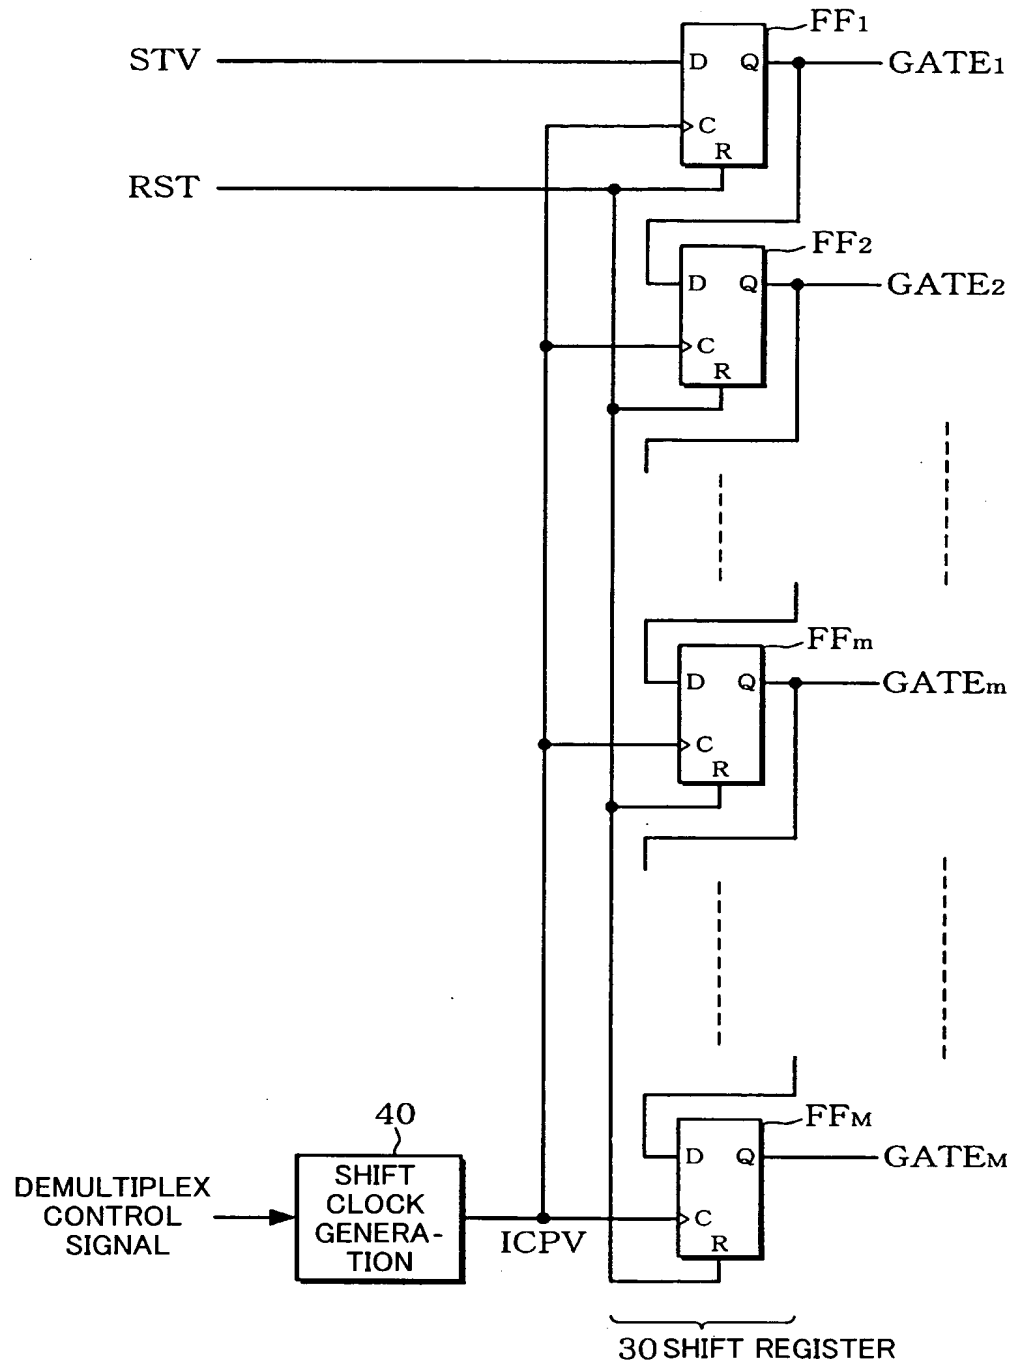 FF1
STV
D
Q
GATE1
C
R
RST
FF2
D
Q
GATE2
C
R
FFm
D
Q
GATEm
C
R
40
FFM
D
Q
GATEM
DEMULTIPLEX
CONTROL
SIGNAL
SHIFT
CLOCK
GENERA-
TION
ICPV
C
R
30 SHIFT REGISTER